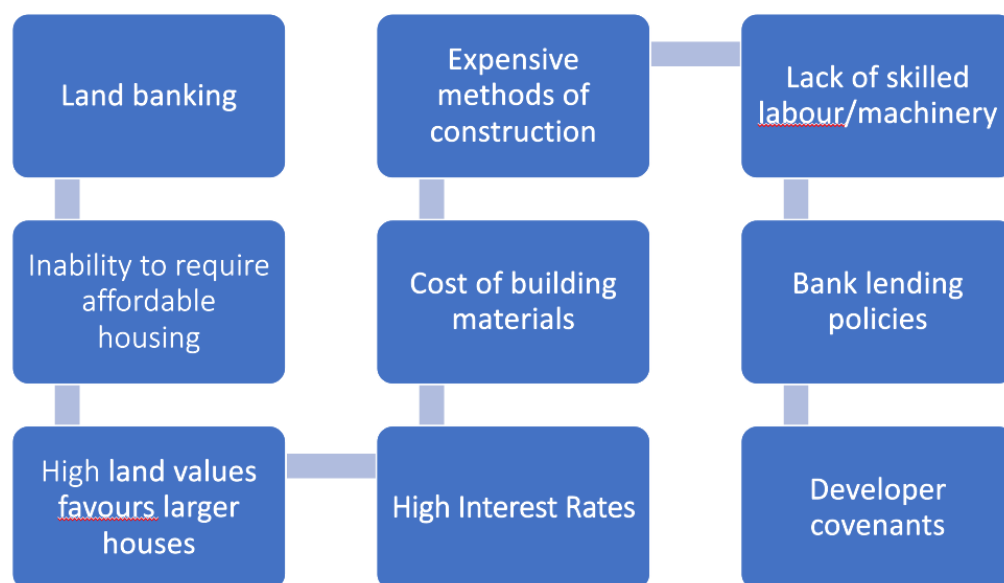 Land banking
Inability to require
affordable
housing
High land values
favours larger
houses
High Interest Rates
Cost of building
materials
Expensive
methods of
construction
Lack of skilled
labour/machinery
Bank lending
policies
Developer
covenants